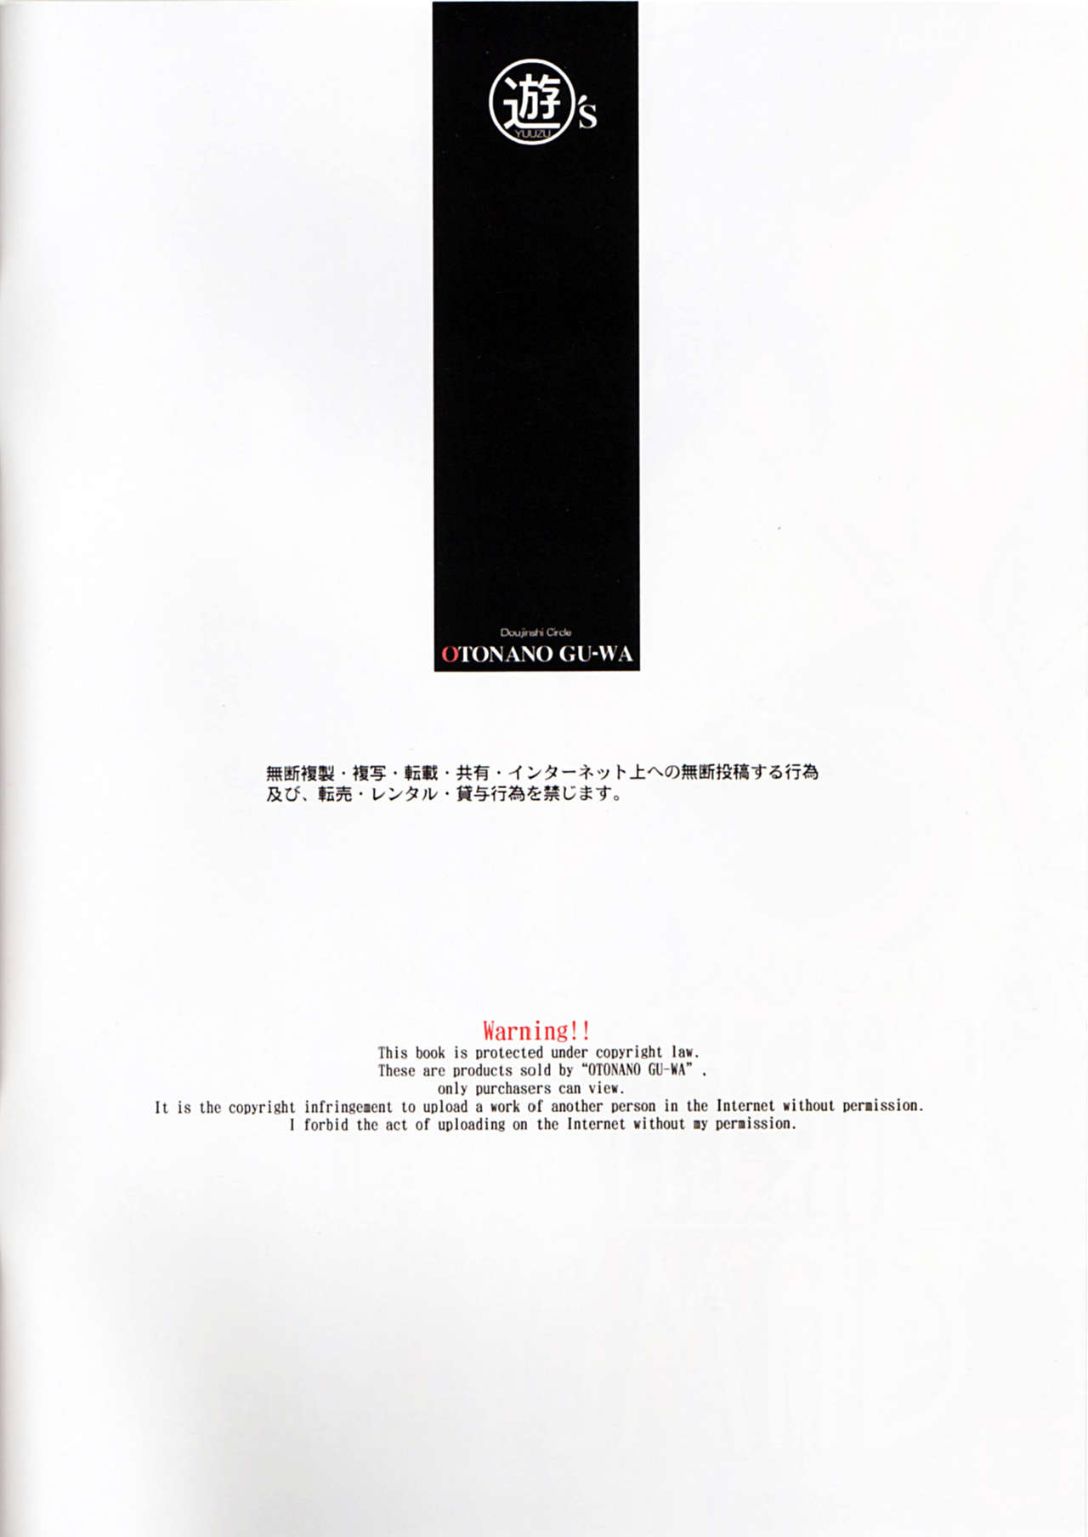 遊's
YUUZU
Doujinshi Circle
OTONANO GU-WA
無断複製・複写・転載・共有・インターネット上への無断投稿する行為
及び、転売・レンタル・貸与行為を禁じます。
Warning!!
This book is protected under copyright law.
These are products sold by “OTONANO GU-WA” .
only purchasers can view.
It is the copyright infringement to upload a work of another person in the Internet without permission.
I forbid the act of uploading on the Internet without my permission.